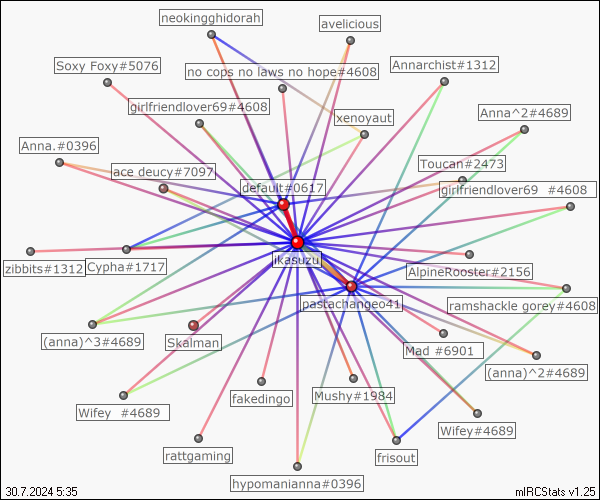 neokingghidorah
avelicious
Soxy Foxy#5076
no cops no laws no hope#4608
Annarchist#1312
girlfriendlover69#4608
xenoyaut
Anna^2#4689
Anna.#0396
ace deucy#7097
Toucan#2473
default#0617
girlfriendlover69 #4608
ikasuzu
zibbits#1312
Cypha#1717
AlpineRooster#2156
pastachangeo41
ramshackle gorey#4608
(anna)^3#4689
Skalman
Mad #6901
(anna)^2#4689
Wifey #4689
fakedingo
Mushy#1984
Wifey#4689
rattgaming
frisout
hypomanianna#0396
30.7.2024 5:35
mIRCStats v1.25